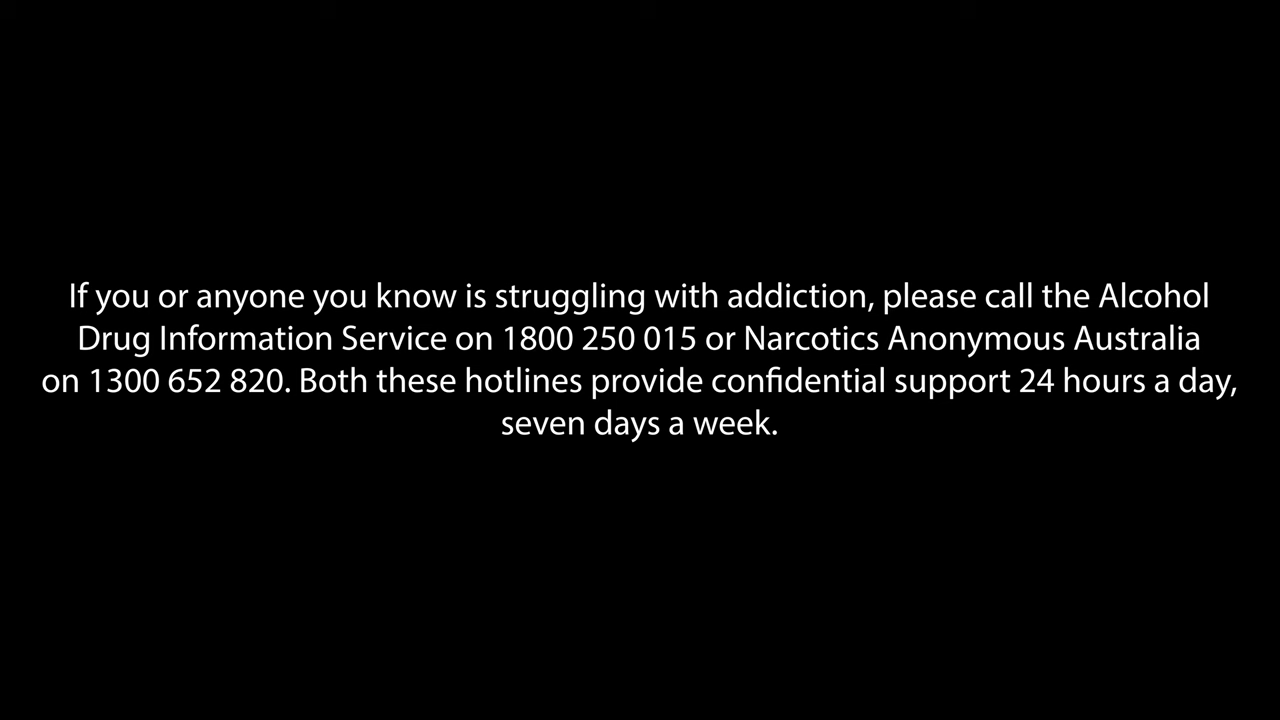 If you or anyone you know is struggling with addiction, please call the Alcohol
Drug Information Service on 1800 250 015 or Narcotics Anonymous Australia
on 1300 652 820. Both these hotlines provide confidential support 24 hours a day,
seven days a week.